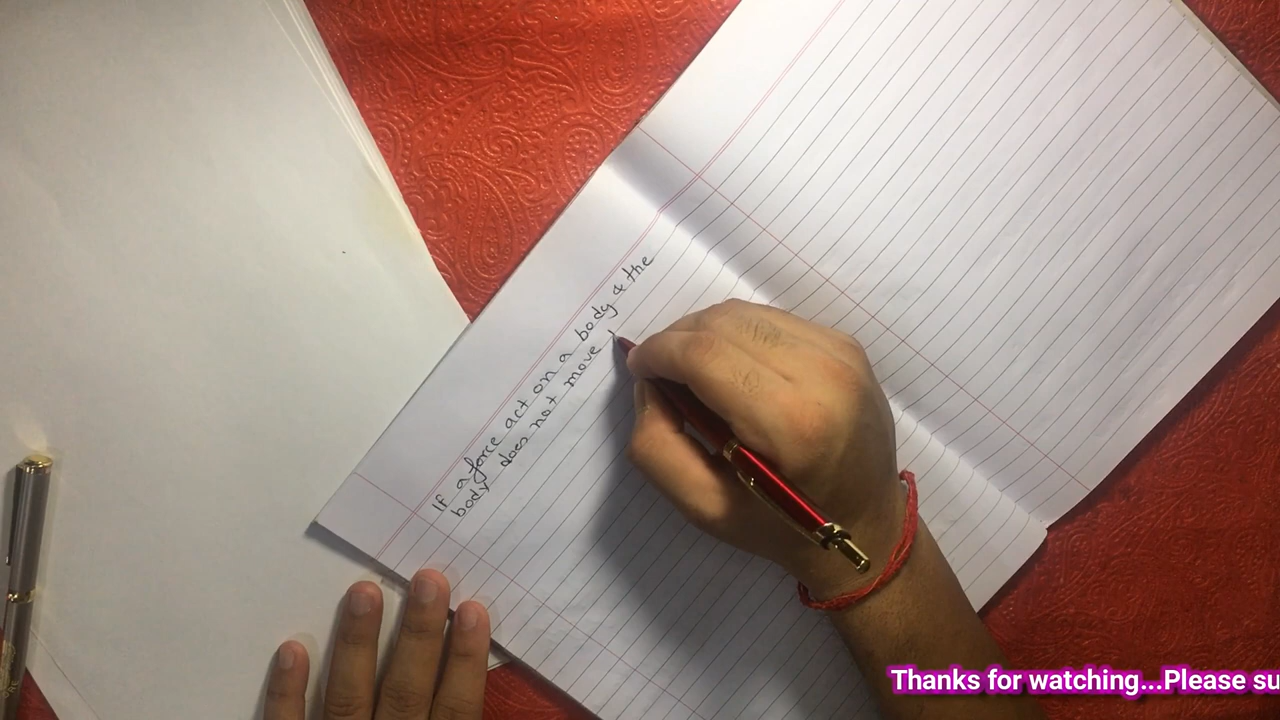 If a force act on a body & the
body does not move
Thanks for watching...Please su